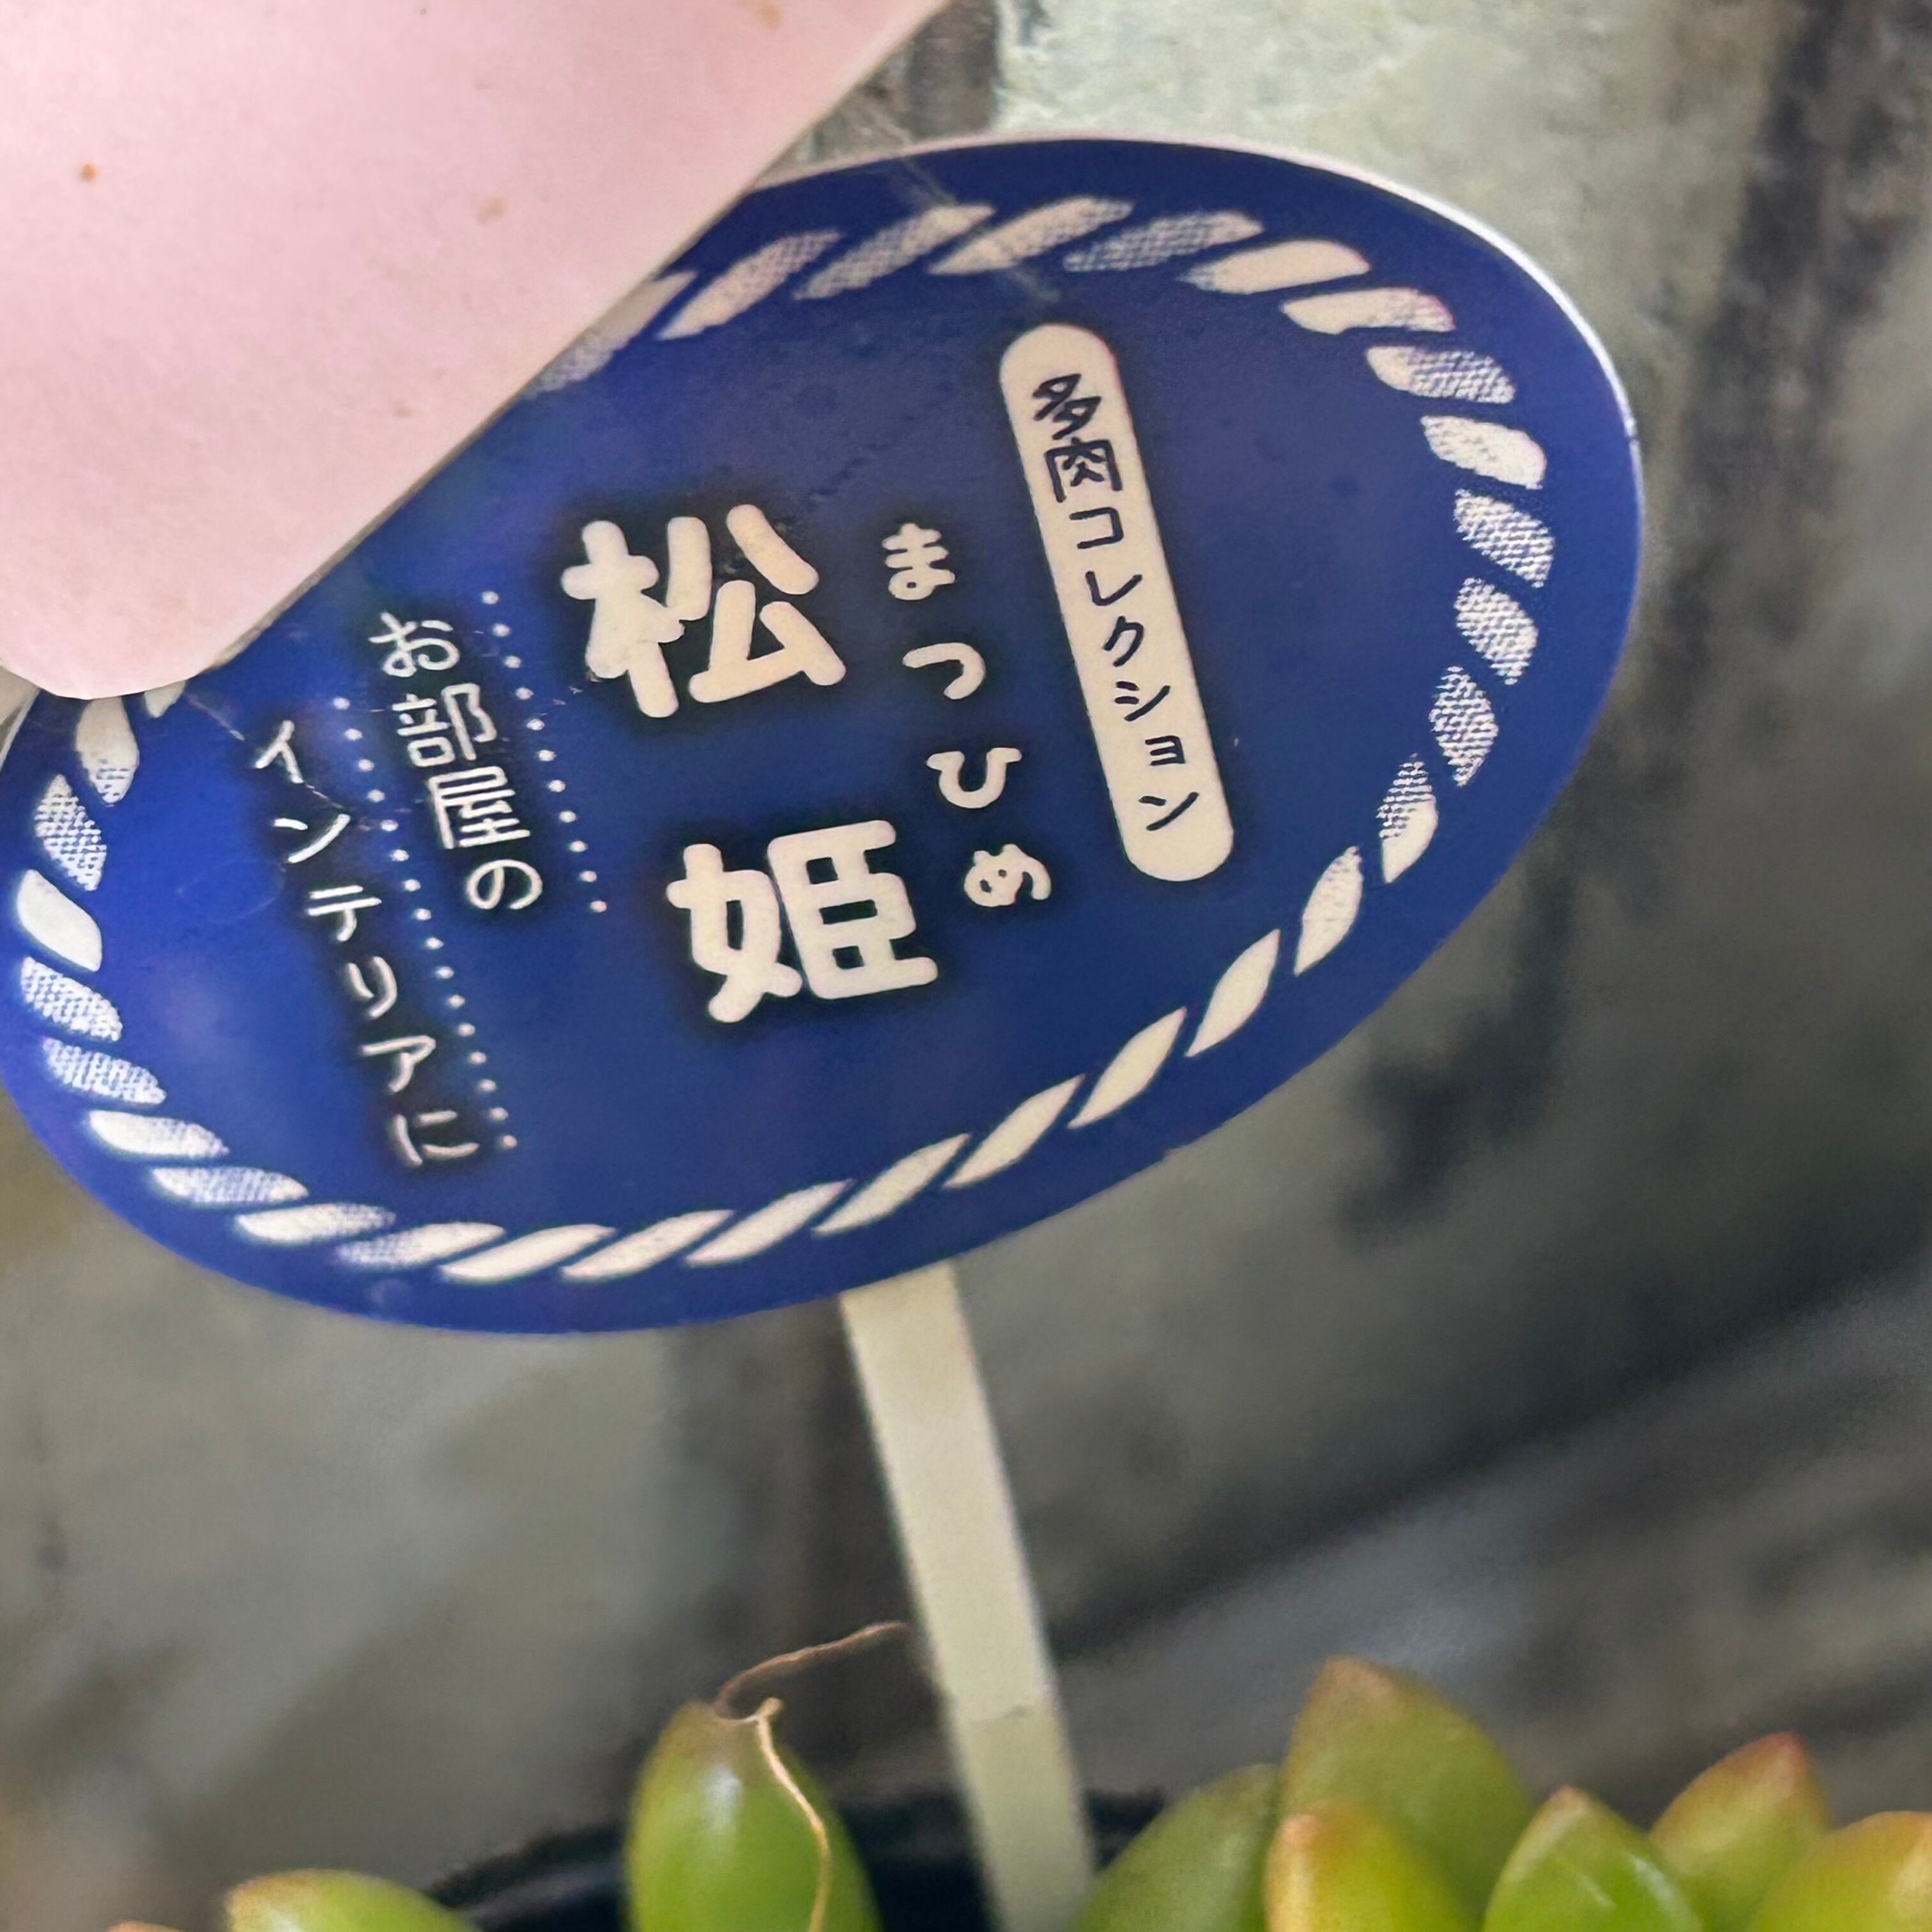 多肉コレクション
まつひめ
松姫
お部屋の
インテリアに